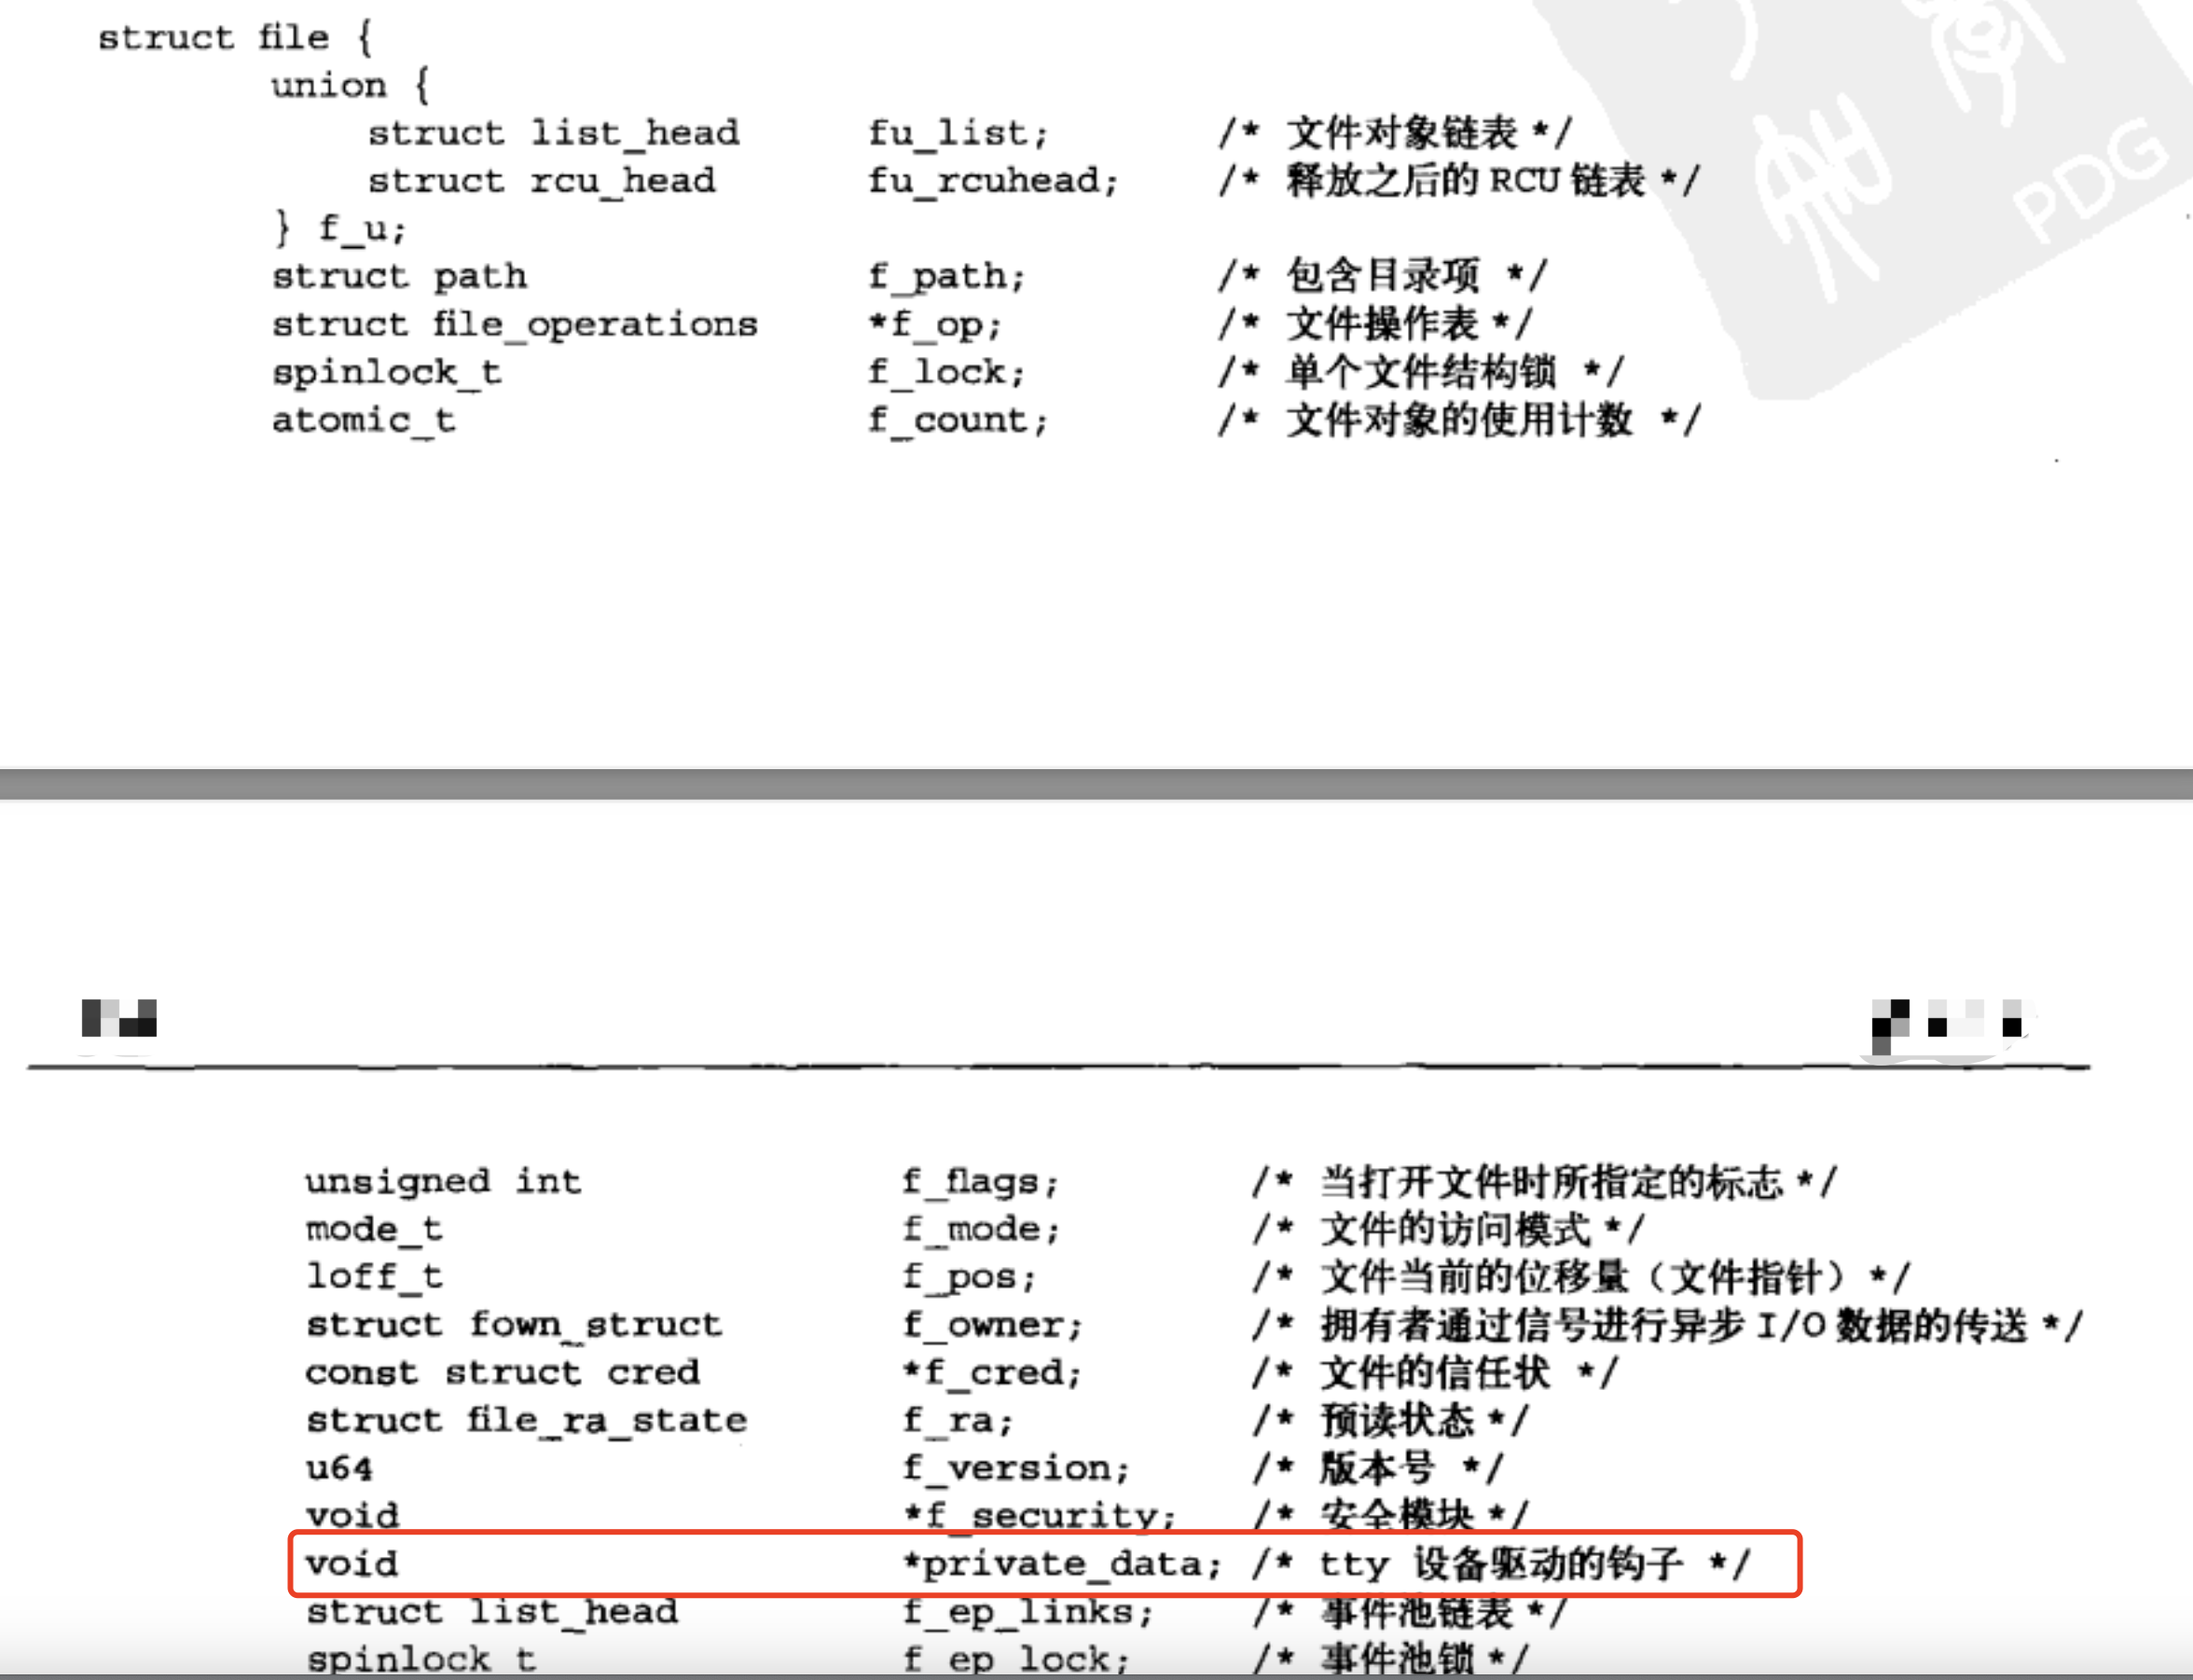 struct file {
union {
struct list_head fu_list; /* 文件对象链表 */
struct rcu_head fu_rcuhead; /* 释放之后的 RCU 链表 */
} f_u;
struct path f_path; /* 包含目录项 */
struct file_operations *f_op; /* 文件操作表 */
spinlock_t f_lock; /* 单个文件结构锁 */
atomic_t f_count; /* 文件对象的使用计数 */
PDG
unsigned int f_flags; /* 当打开文件时所指定的标志 */
mode_t f_mode; /* 文件的访问模式 */
loff_t f_pos; /* 文件当前的位移量（文件指针）*/
struct fown_struct f_owner; /* 拥有者通过信号进行异步 I/O 数据的传送 */
const struct cred *f_cred; /* 文件的信任状 */
struct file_ra_state f_ra; /* 预读状态 */
u64 f_version; /* 版本号 */
void *f_security; /* 安全模块 */
void *private_data; /* tty 设备驱动的钩子 */
struct list_head f_ep_links; /* 事件池链表 */
spinlock_t f_ep_lock; /* 事件池锁 */